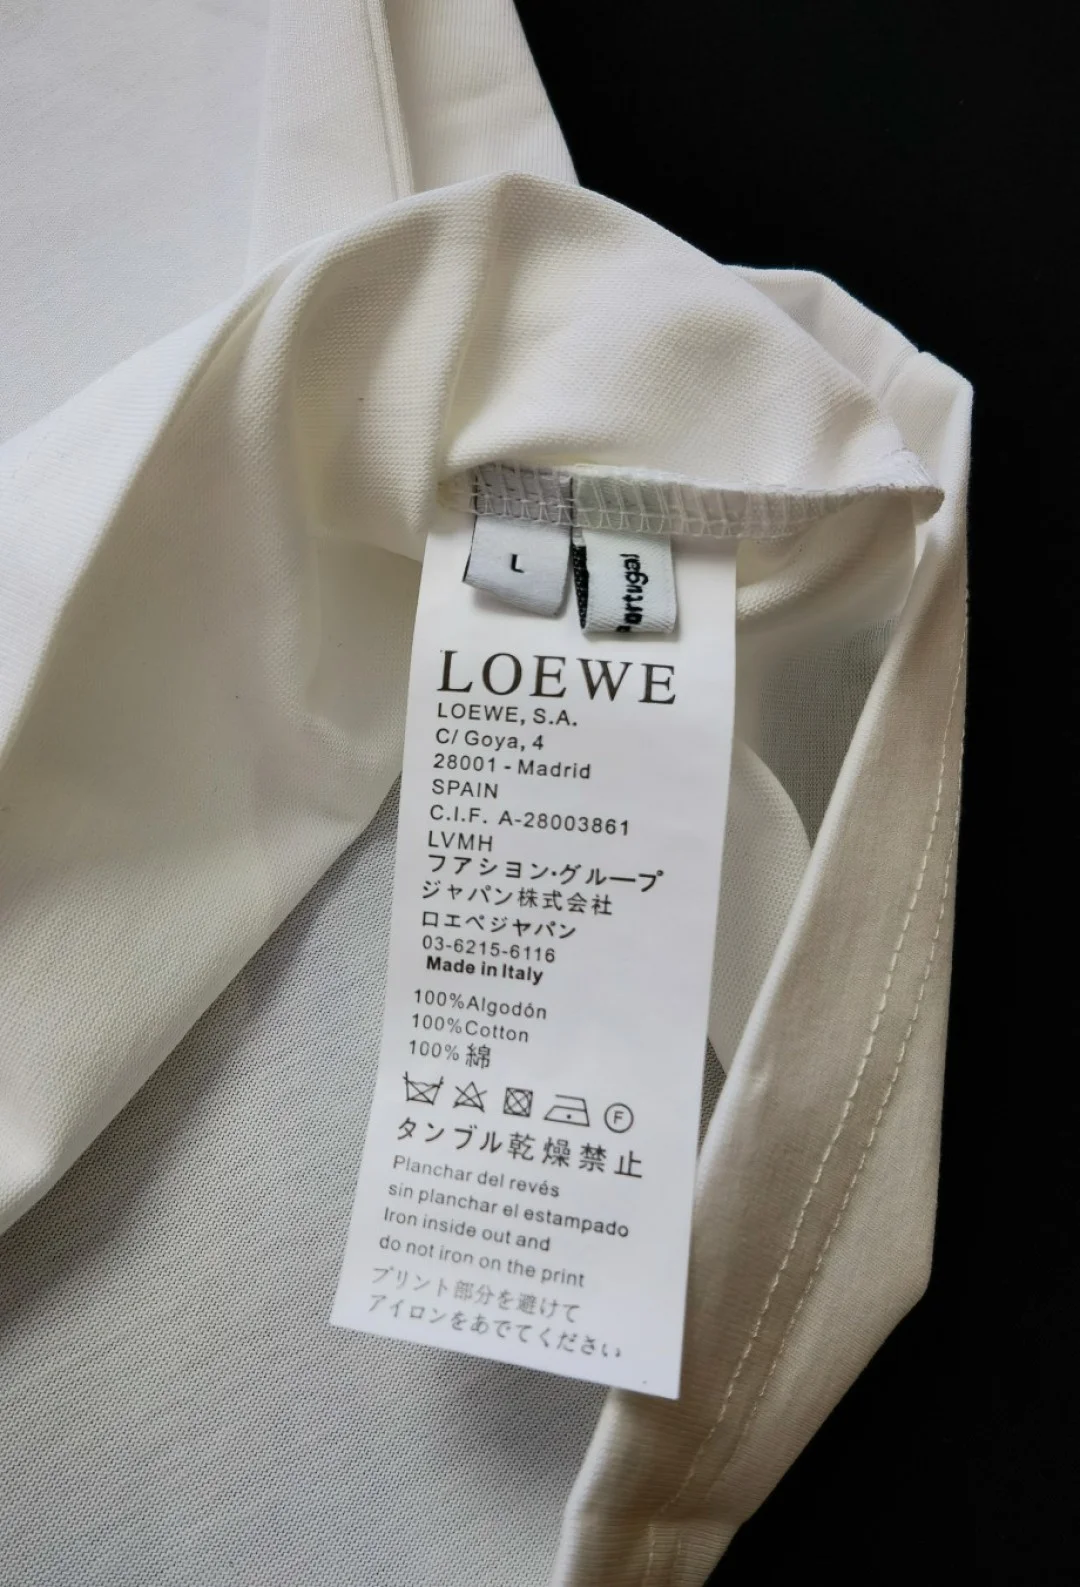 L
Portugal
LOEWE
LOEWE, S.A.
C/ Goya, 4
28001 - Madrid
SPAIN
C.I.F. A-28003861
LVMH
フアシヨン·グループ
ジャパン株式会社
ロエベジヤパン
03-6215-6116
Made in Italy
100%Algodón
100%Cotton
100% 綿
F
タンブル乾燥禁止
Planchar del revés
sin planchar el estampado
Iron inside out and
do not iron on the print
プリント部分を避けて
アイロンをあててください